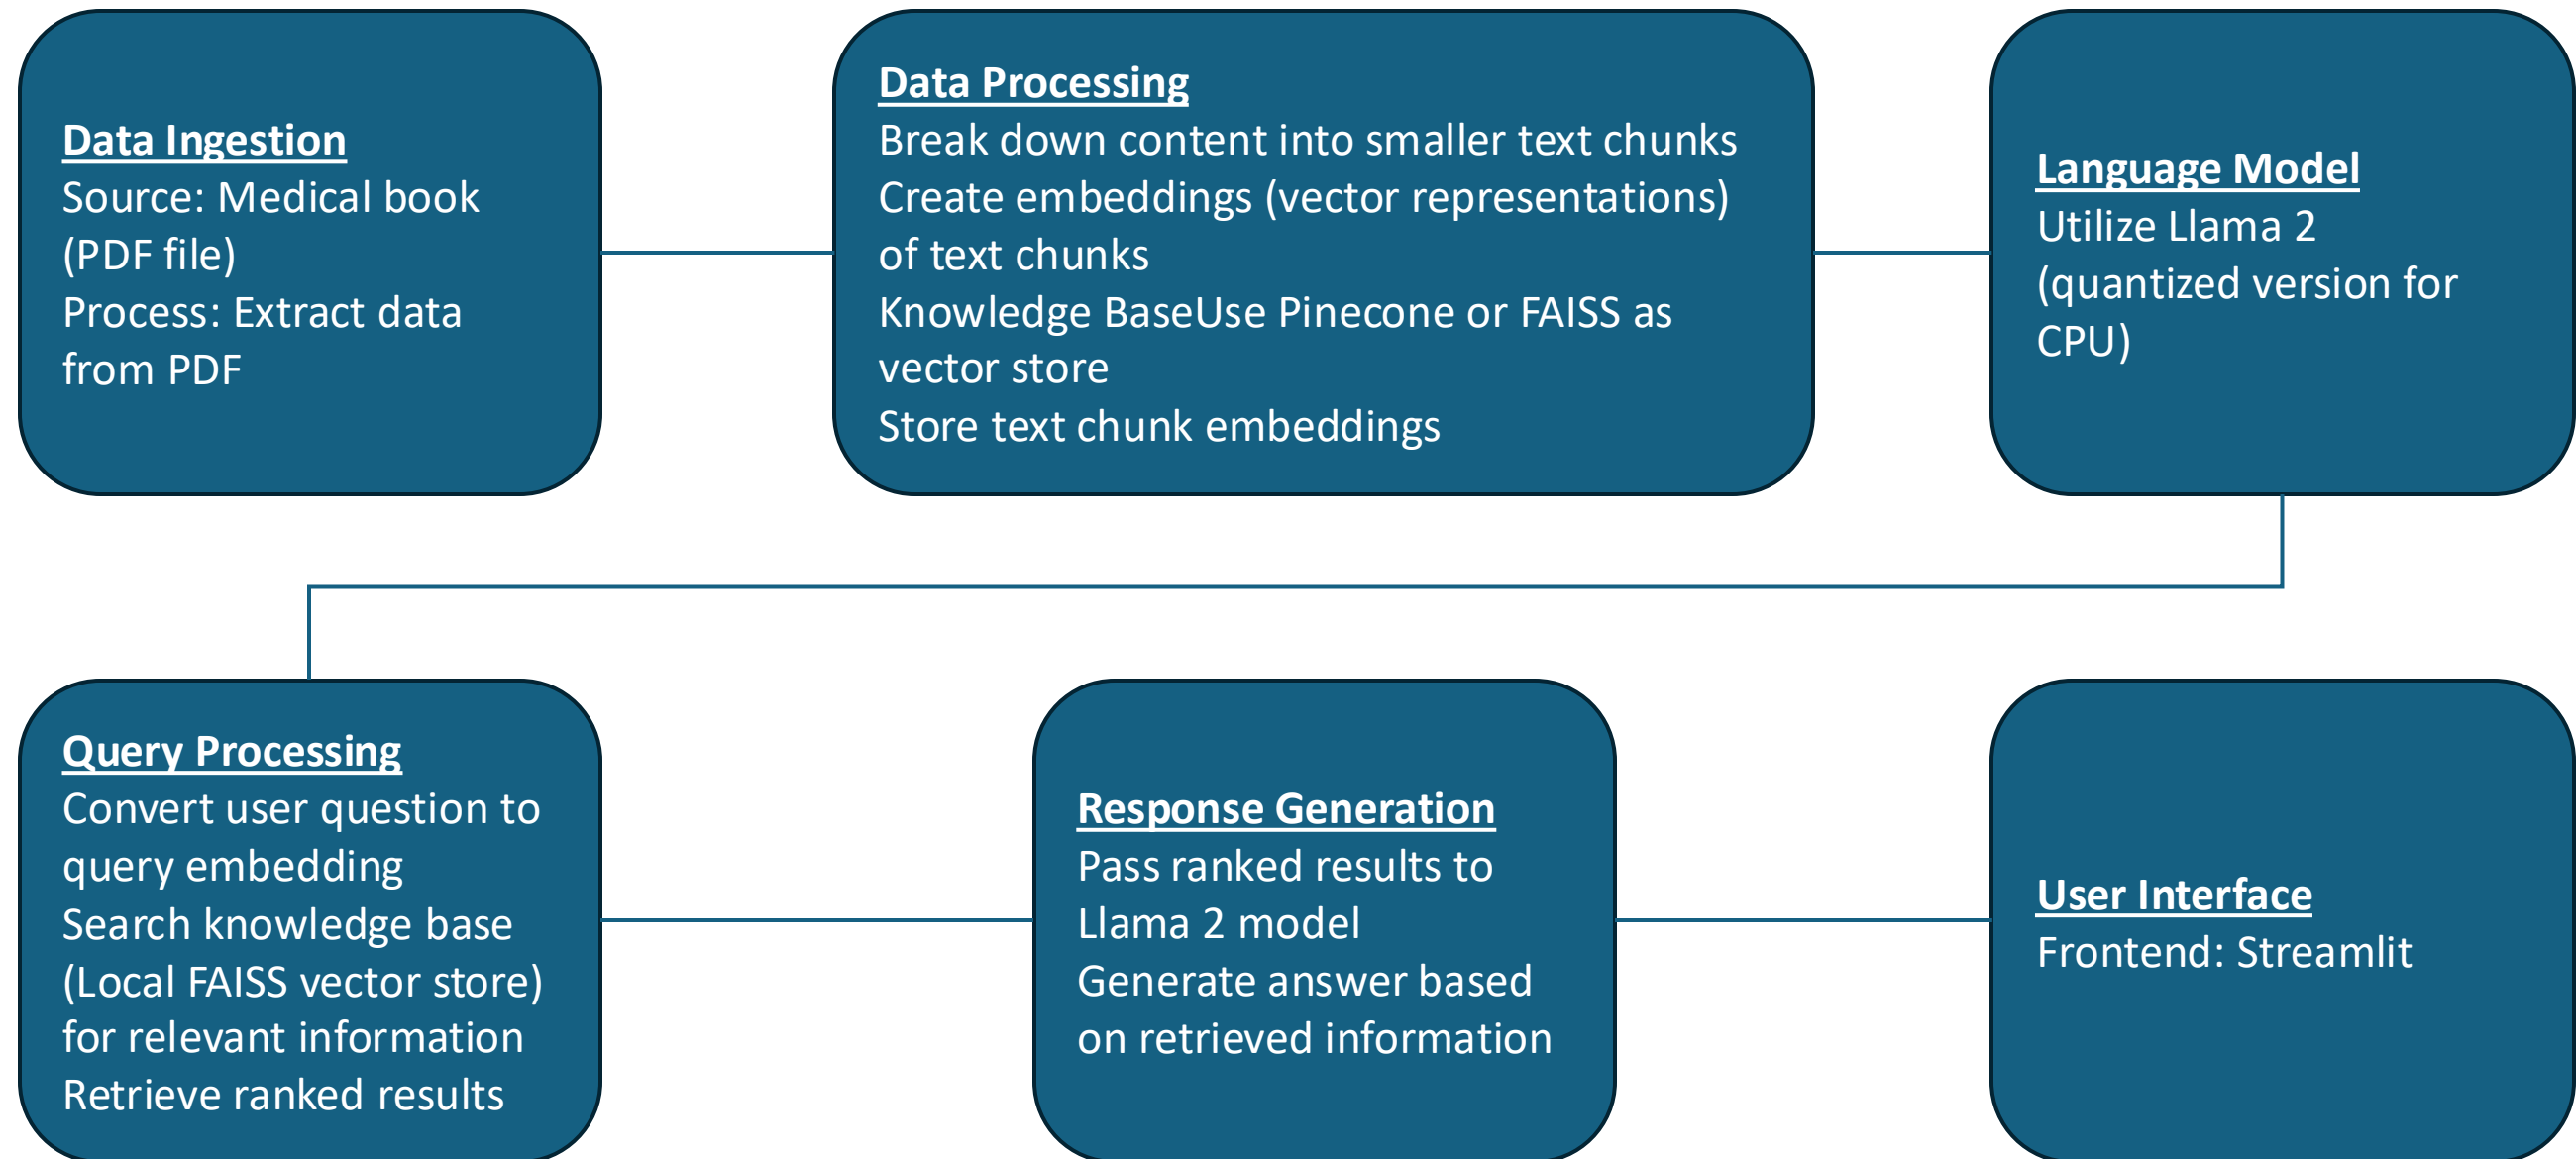 Data Ingestion
Source: Medical book
(PDF file)
Process: Extract data
from PDF
Data Processing
Break down content into smaller text chunks
Create embeddings (vector representations)
of text chunks
Knowledge BaseUse Pinecone or FAISS as
vector store
Store text chunk embeddings
Language Model
Utilize Llama 2
(quantized version for
CPU)
Query Processing
Convert user question to
query embedding
Search knowledge base
(Local FAISS vector store)
for relevant information
Retrieve ranked results
Response Generation
Pass ranked results to
Llama 2 model
Generate answer based
on retrieved information
User Interface
Frontend: Streamlit